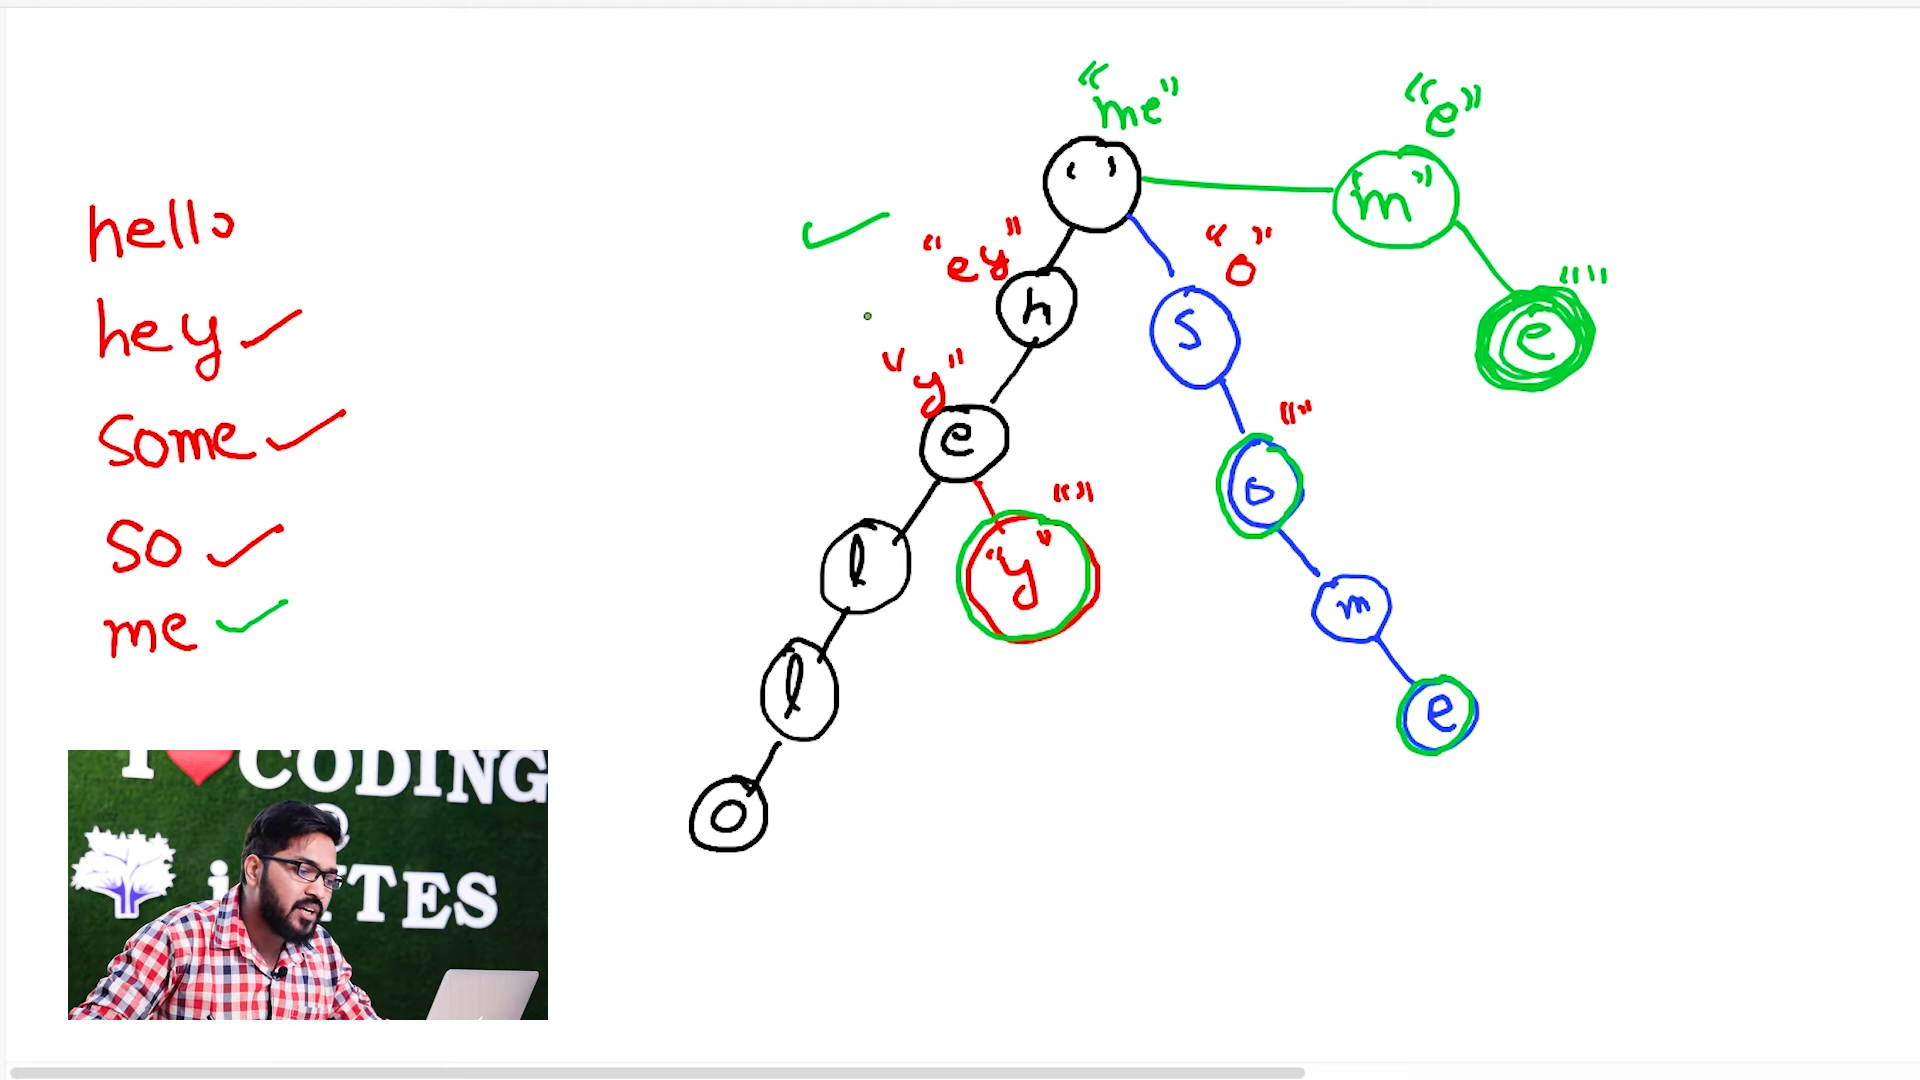 hello
hey
some
so
me
"me"
"e"
' '
"m"
"ey"
"o"
h
s
e
""
"y"
e
""
o
""
l
"y"
m
l
e
o
I ❤ CODING
TES